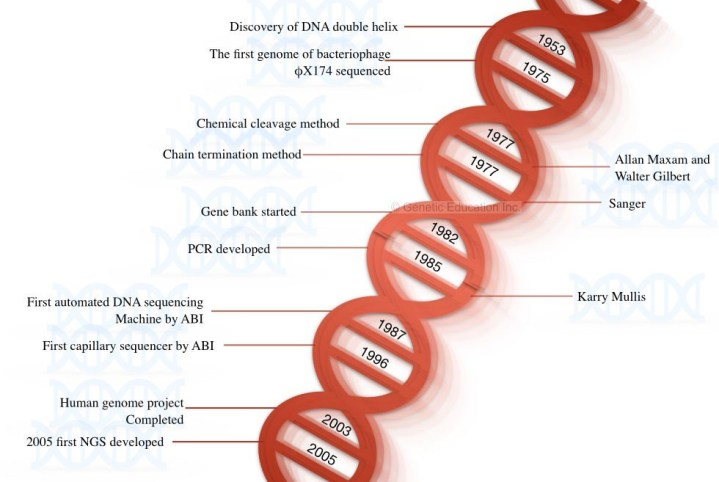 Discovery of DNA double helix
1953
The first genome of bacteriophage
ϕX174 sequenced
1975
Chemical cleavage method
1977
Chain termination method
1977
Allan Maxam and
Walter Gilbert
Sanger
© Genetic Education Inc.
Gene bank started
1982
PCR developed
1985
Karry Mullis
First automated DNA sequencing
Machine by ABI
1987
First capillary sequencer by ABI
1996
Human genome project
Completed
2003
2005 first NGS developed
2005